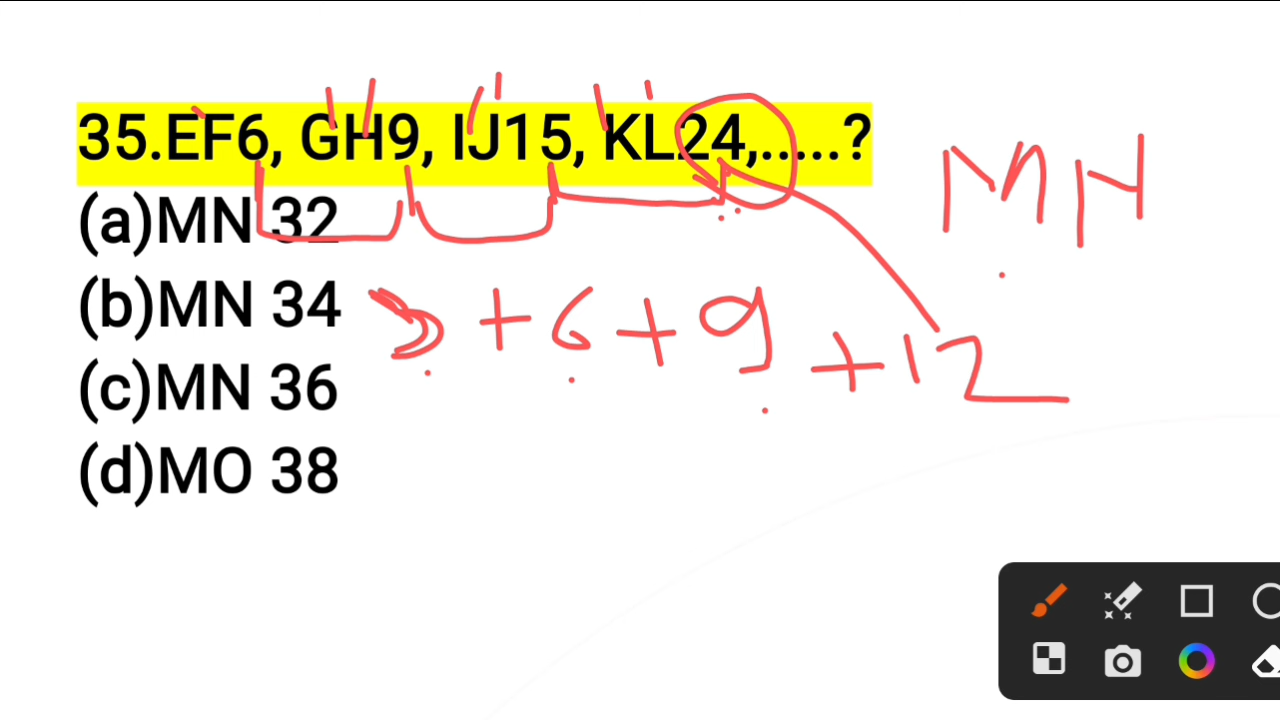 35.EF6, GH9, IJ15, KL24,.....?
(a)MN 32
(b)MN 34
(c)MN 36
(d)MO 38
MN
3 + 6 + 9 + 12